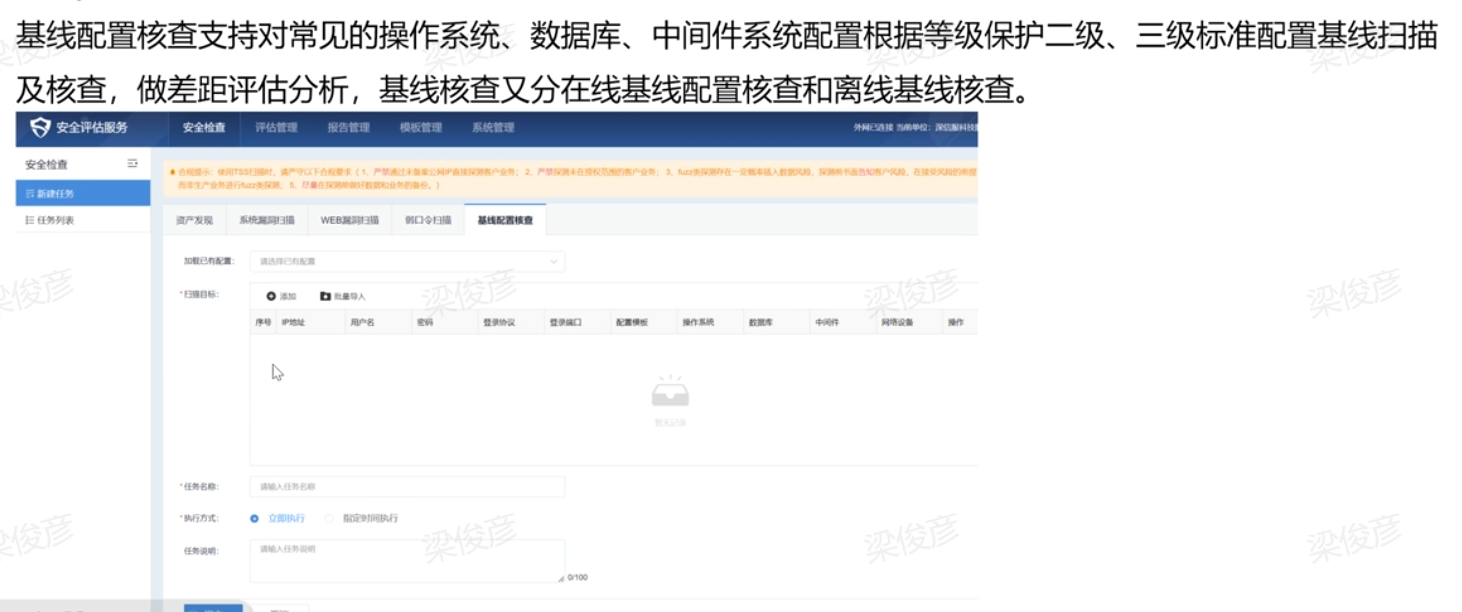 基线配置核查支持对常见的操作系统、数据库、中间件系统配置根据等级保护二级、三级标准配置基线扫描
及核查，做差距评估分析，基线核查又分在线基线配置核查和离线基线核查。
安全评估服务 安全检查 评估管理 报告管理 模板管理 系统管理 外网已连接 当前单位：深信服科技
安全检查
合规提示：使用TSS扫描时，请严守以下合规要求（1、严禁通过未备案公网IP直接探测客户业务；2、严禁探测未在授权范围的客户业务；3、fuzz类探测存在一定概率插入数据风险，探测前书面告知客户风险，在接受风险的前提
而非生产业务进行fuzz类探测；5、尽量在探测前做好数据和业务的备份。）
新建任务
任务列表
资产发现 系统漏洞扫描 WEB漏洞扫描 弱口令扫描 基线配置核查
加载已有配置： 请选择已有配置
*扫描目标： 添加 批量导入
序号 IP地址 用户名 密码 登录协议 登录端口 配置模板 操作系统 数据库 中间件 网络设备 操作
暂无记录
*任务名称： 请输入任务名称
*执行方式： 立即执行 指定时间执行
任务说明： 请输入任务说明
0/100
梁俊彦
梁俊彦
梁俊彦
梁俊彦
梁俊彦
梁俊彦